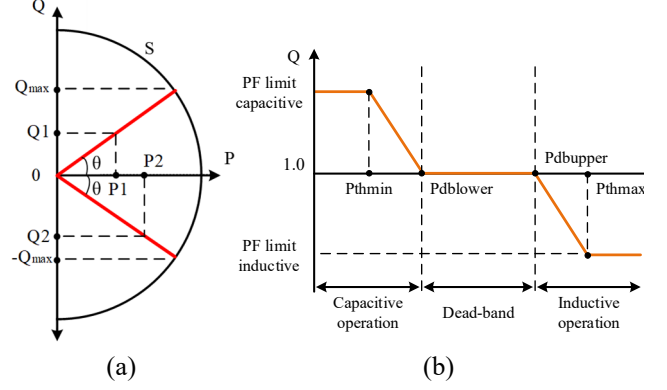 Q
S
Qmax
Q1
P2
θ
P
0
θ
P1
Q2
-Qmax
(a)
Q
PF limit
capacitive
1.0
Pdbupper
Pthmin
Pdblower
Pthmax
PF limit
inductive
Capacitive
operation
Dead-band
Inductive
operation
(b)